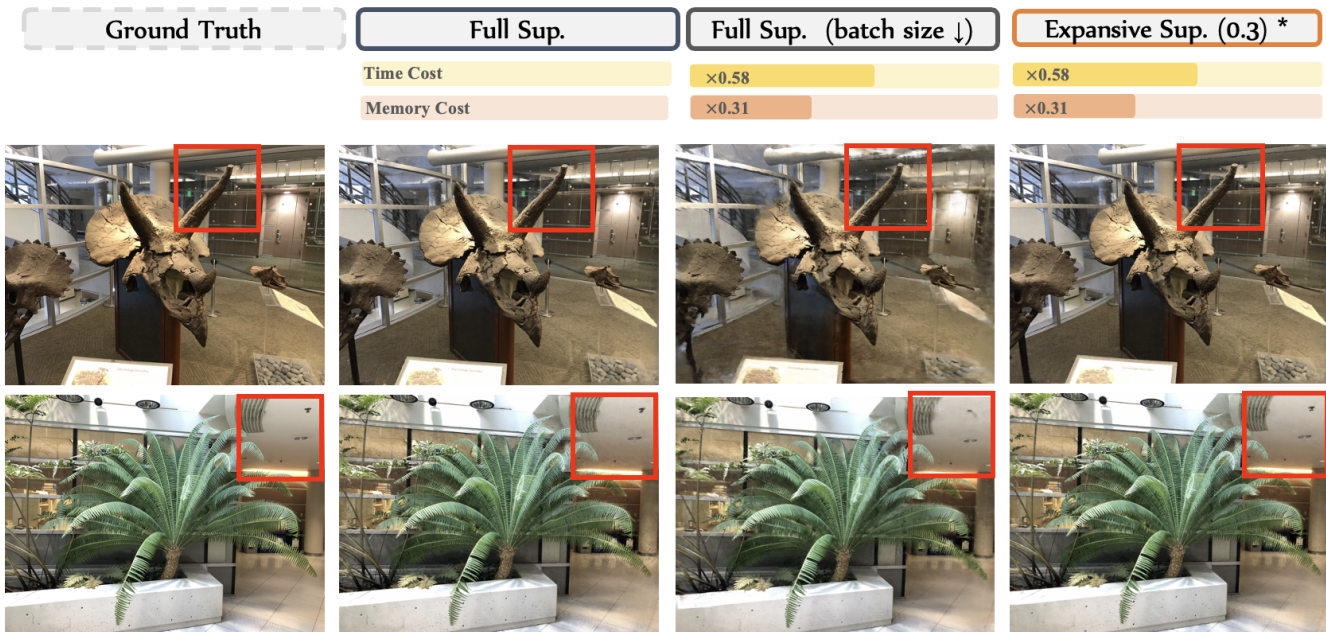 Ground Truth
Full Sup.
Full Sup. (batch size ↓)
Expansive Sup. (0.3) *
Time Cost
×0.58
×0.58
Memory Cost
×0.31
×0.31